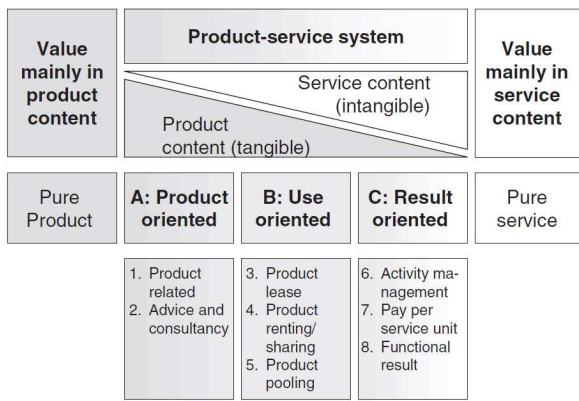 Value
mainly in
product
content
Product-service system
Value
mainly in
service
content
Service content
(intangible)
Product
content (tangible)
Pure
Product
A: Product
oriented
B: Use
oriented
C: Result
oriented
Pure
service
1. Product
related
2. Advice and
consultancy
3. Product
lease
4. Product
renting/
sharing
5. Product
pooling
6. Activity ma-
nagement
7. Pay per
service unit
8. Functional
result